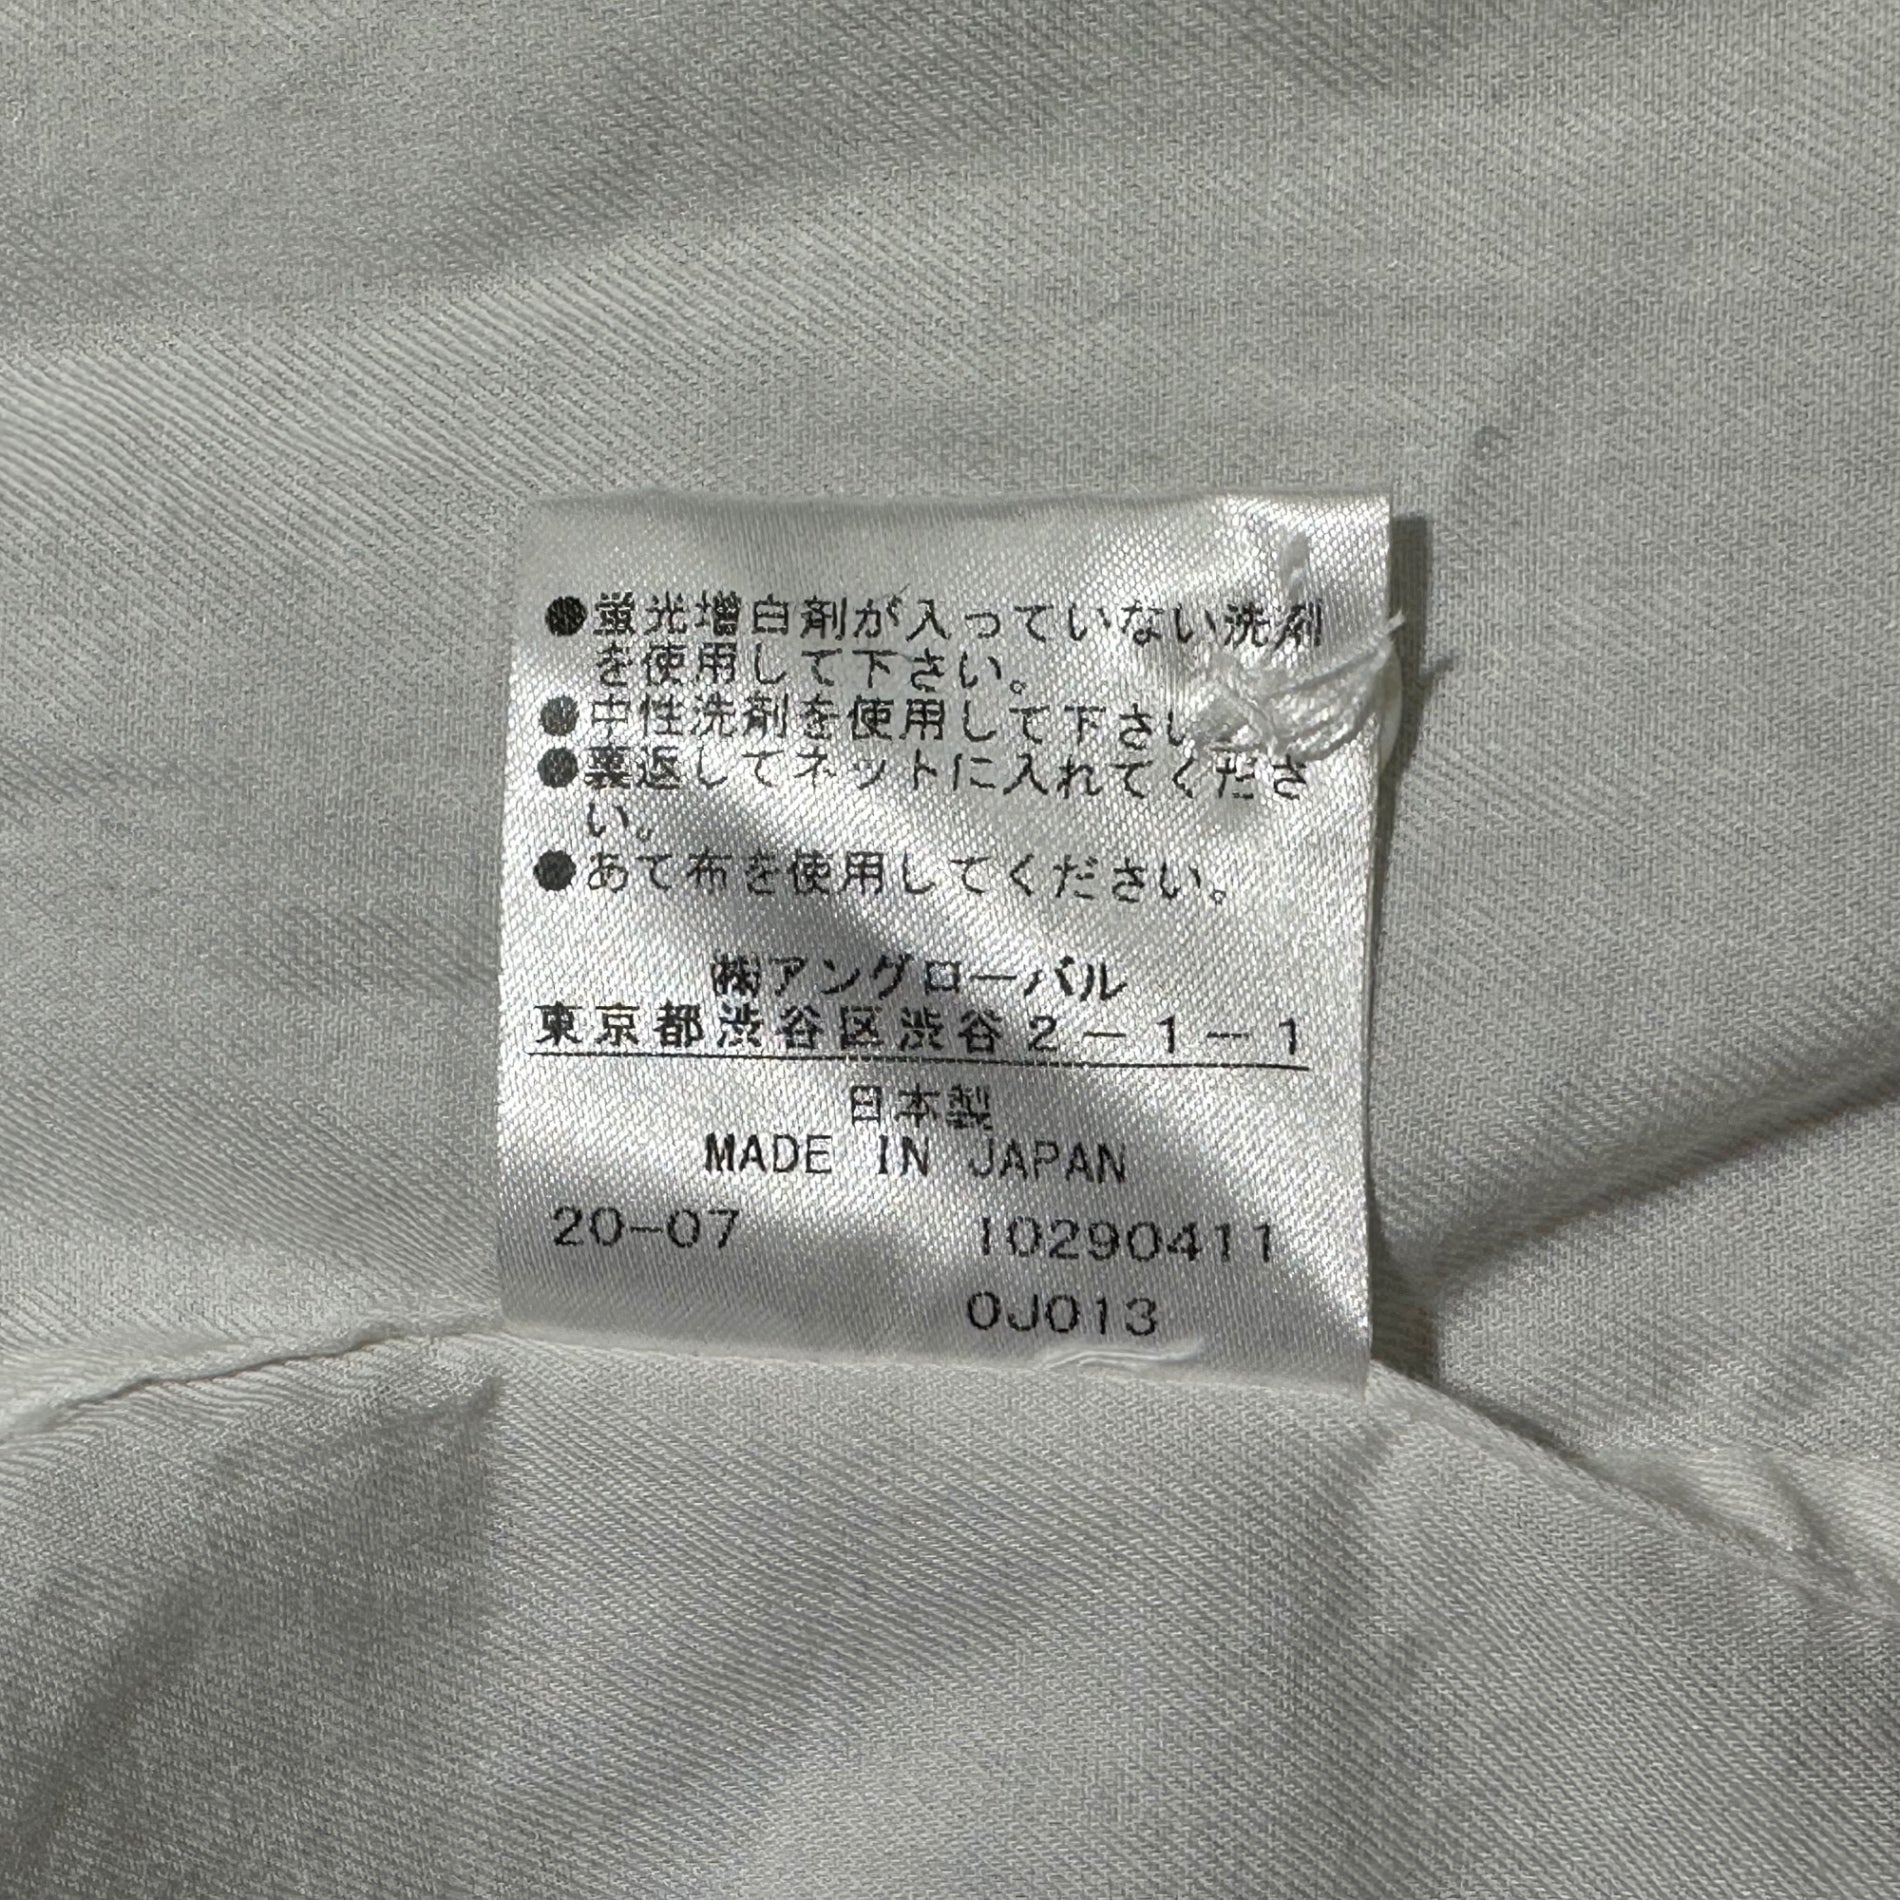 ●蛍光増白剤が入っていない洗剤
を使用して下さい。
●中性洗剤を使用して下さい
●裏返してネットに入れてくださ
い。
●あて布を使用してください。
㈱アングローバル
東京都渋谷区渋谷2-1-1
日本製
MADE IN JAPAN
20-07 10290411
0J013